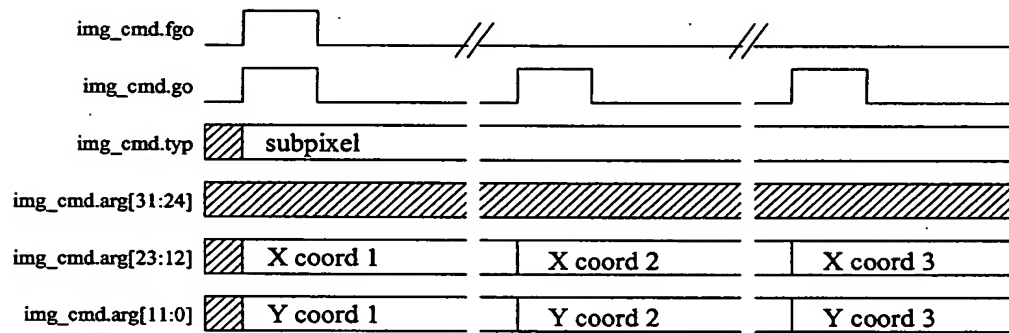 img_cmd.fgo
img_cmd.go
img_cmd.typ subpixel
img_cmd.arg[31:24]
img_cmd.arg[23:12] X coord 1 X coord 2 X coord 3
img_cmd.arg[11:0] Y coord 1 Y coord 2 Y coord 3